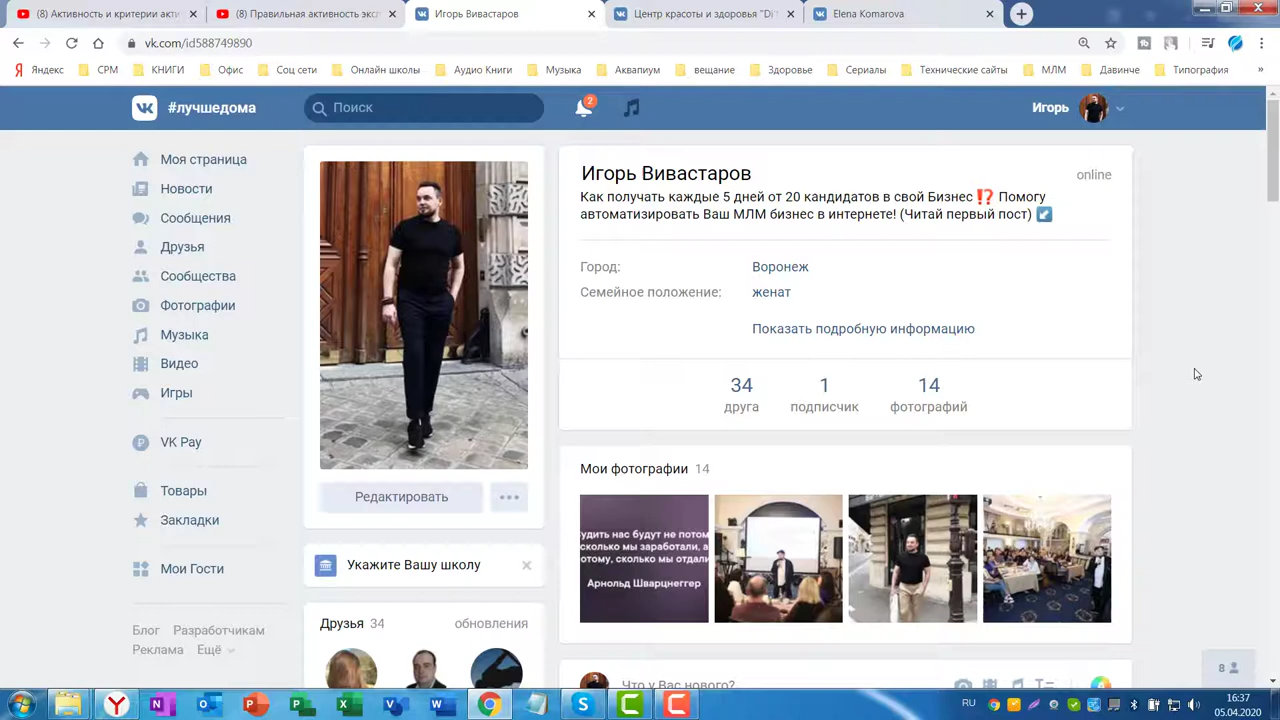 (8) Активность и критерии акти
(8) Правильная активность эксп
Игорь Вивастаров
Центр красоты и здоровья "DI
Elena Komarova
vk.com/id588749890
Яндекс
СРМ
КНИГИ
Офис
Соц сети
Онлайн школы
Аудио Книги
Музыка
Аквапиум
вещание
Здоровье
Сериалы
Технические сайты
МЛМ
Давинче
Типография
#лучшедома
Поиск
2
Игорь
Моя страница
Новости
Сообщения
Друзья
Сообщества
Фотографии
Музыка
Видео
Игры
VK Pay
Товары
Закладки
Мои Гости
Блог Разработчикам
Реклама Ещё
Редактировать
Укажите Вашу школу
Друзья 34 обновления
Игорь Вивастаров
online
Как получать каждые 5 дней от 20 кандидатов в свой Бизнес ⁉️ Помогу
автоматизировать Ваш МЛМ бизнес в интернете! (Читай первый пост) ↙️
Город: Воронеж
Семейное положение: женат
Показать подробную информацию
34 1 14
друга подписчик фотографий
Мои фотографии 14
удить нас будут не потом
сколько мы заработали, а
отому, сколько мы отдали
Арнольд Шварцнеггер
Что у Вас нового?
8
RU
16:37
05.04.2020